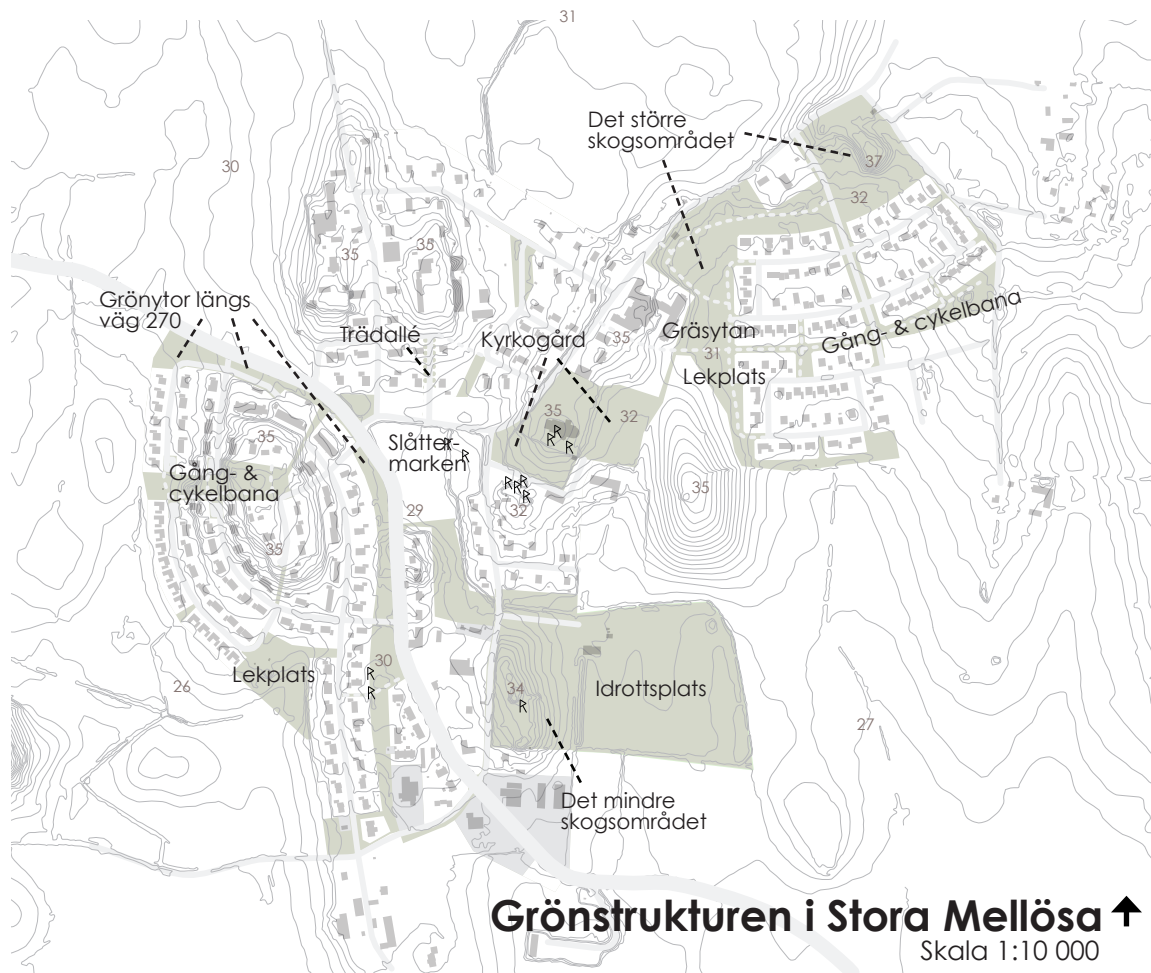 31
Det större
skogsområdet
37
30
32
35
35
Grönytor längs
väg 270
Trädallé
Kyrkogård
35
Gräsytan
Gång- & cykelbana
31
Lekplats
35
32
35
Slåtter-
marken
Gång- &
cykelbana
35
29
32
35
30
Lekplats
26
34
Idrottsplats
27
Det mindre
skogsområdet
Grönstrukturen i Stora Mellösa
Skala 1:10 000